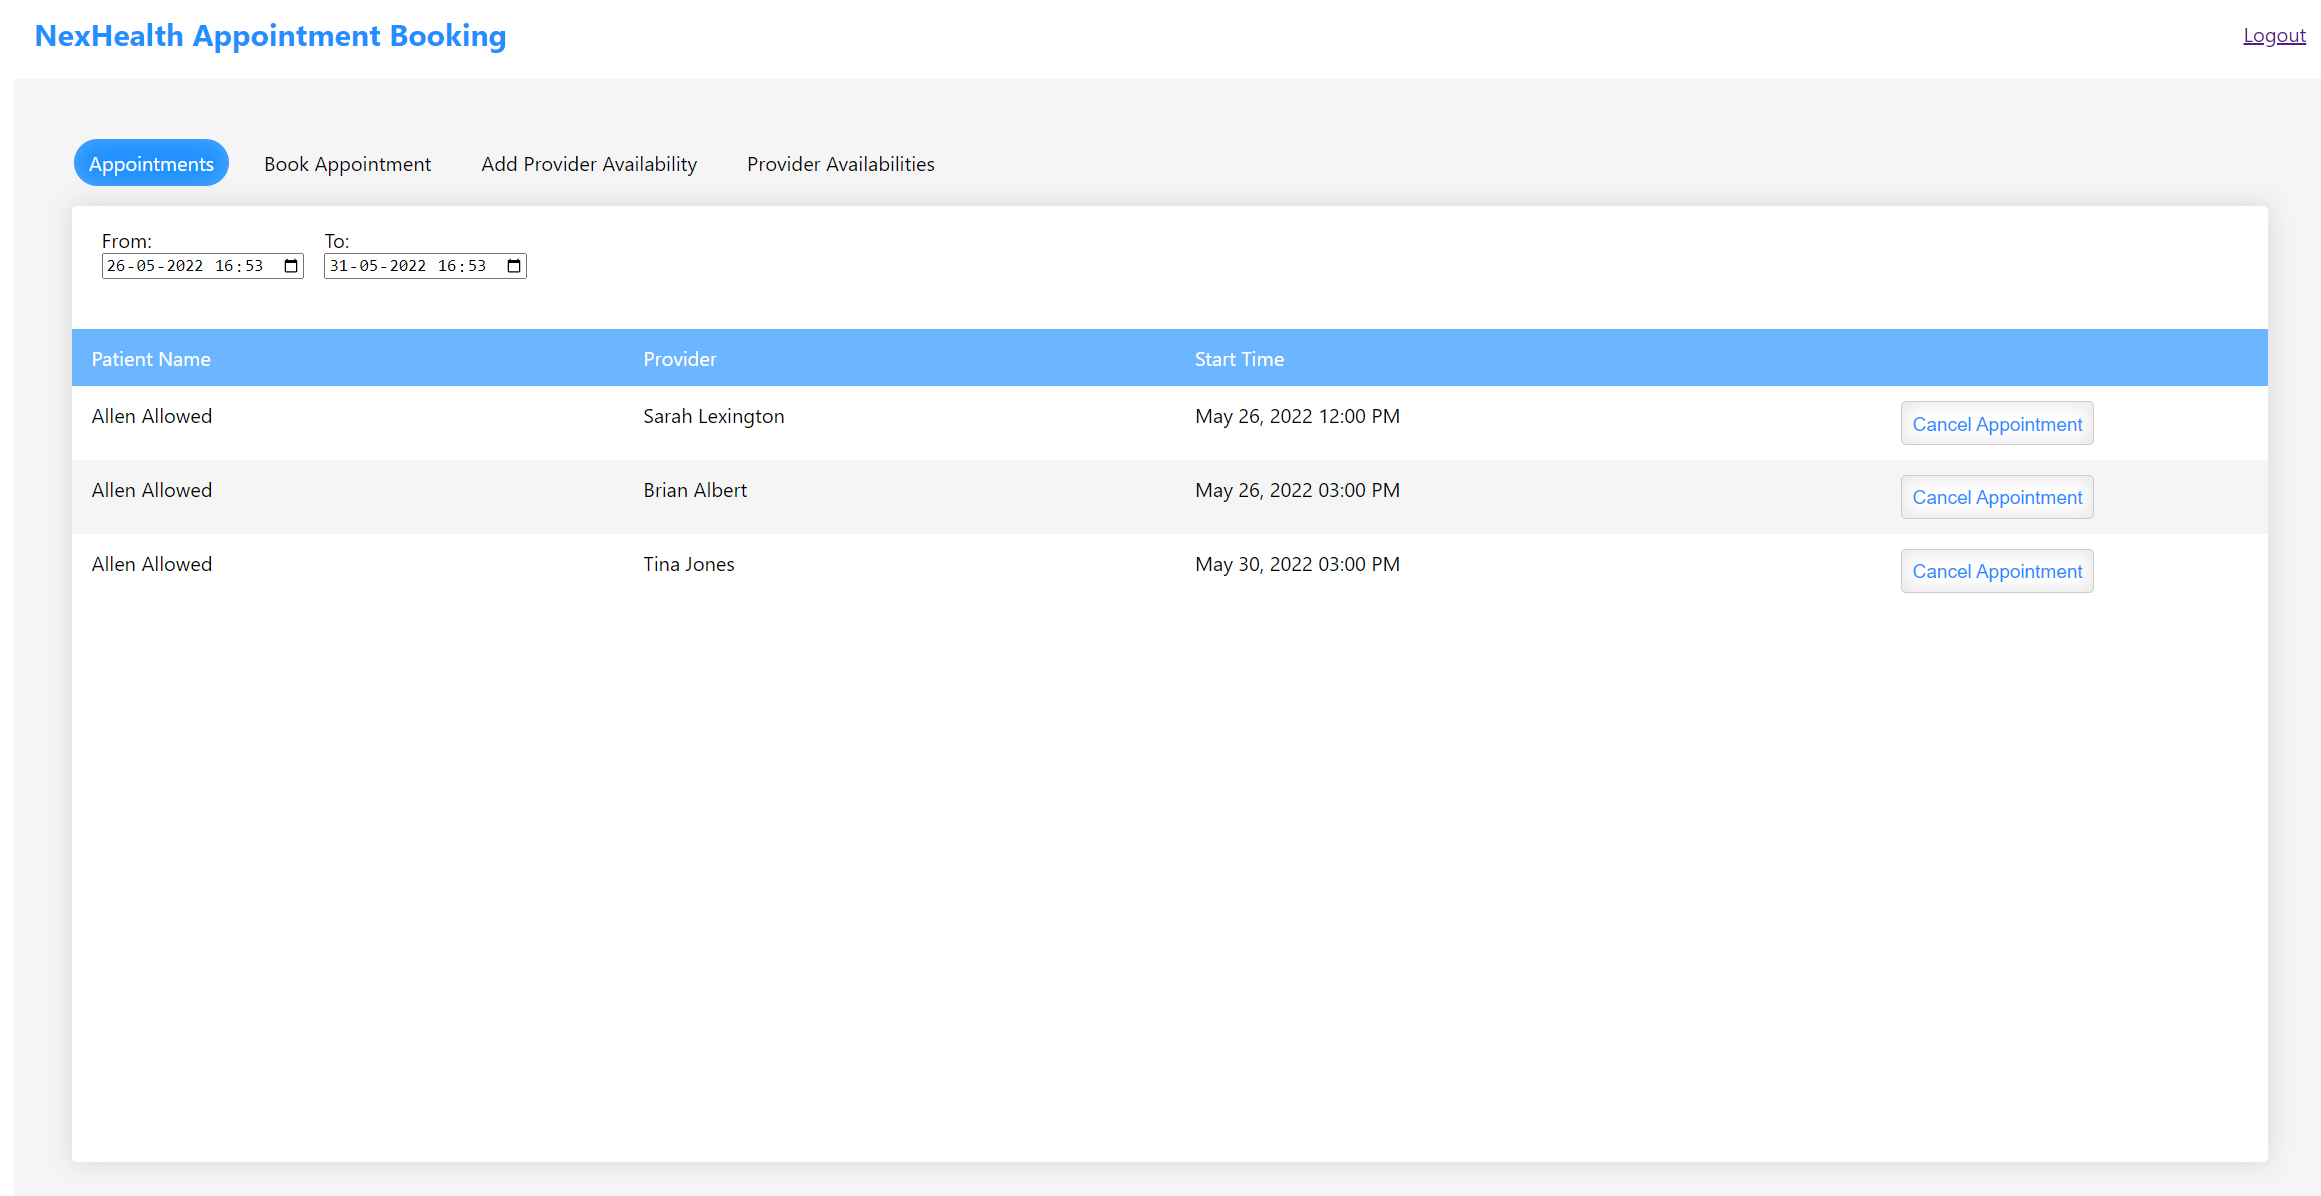 NexHealth Appointment Booking
Logout
Appointments Book Appointment Add Provider Availability Provider Availabilities
From: To:
26-05-2022 16:53 31-05-2022 16:53
Patient Name Provider Start Time
Allen Allowed Sarah Lexington May 26, 2022 12:00 PM Cancel Appointment
Allen Allowed Brian Albert May 26, 2022 03:00 PM Cancel Appointment
Allen Allowed Tina Jones May 30, 2022 03:00 PM Cancel Appointment